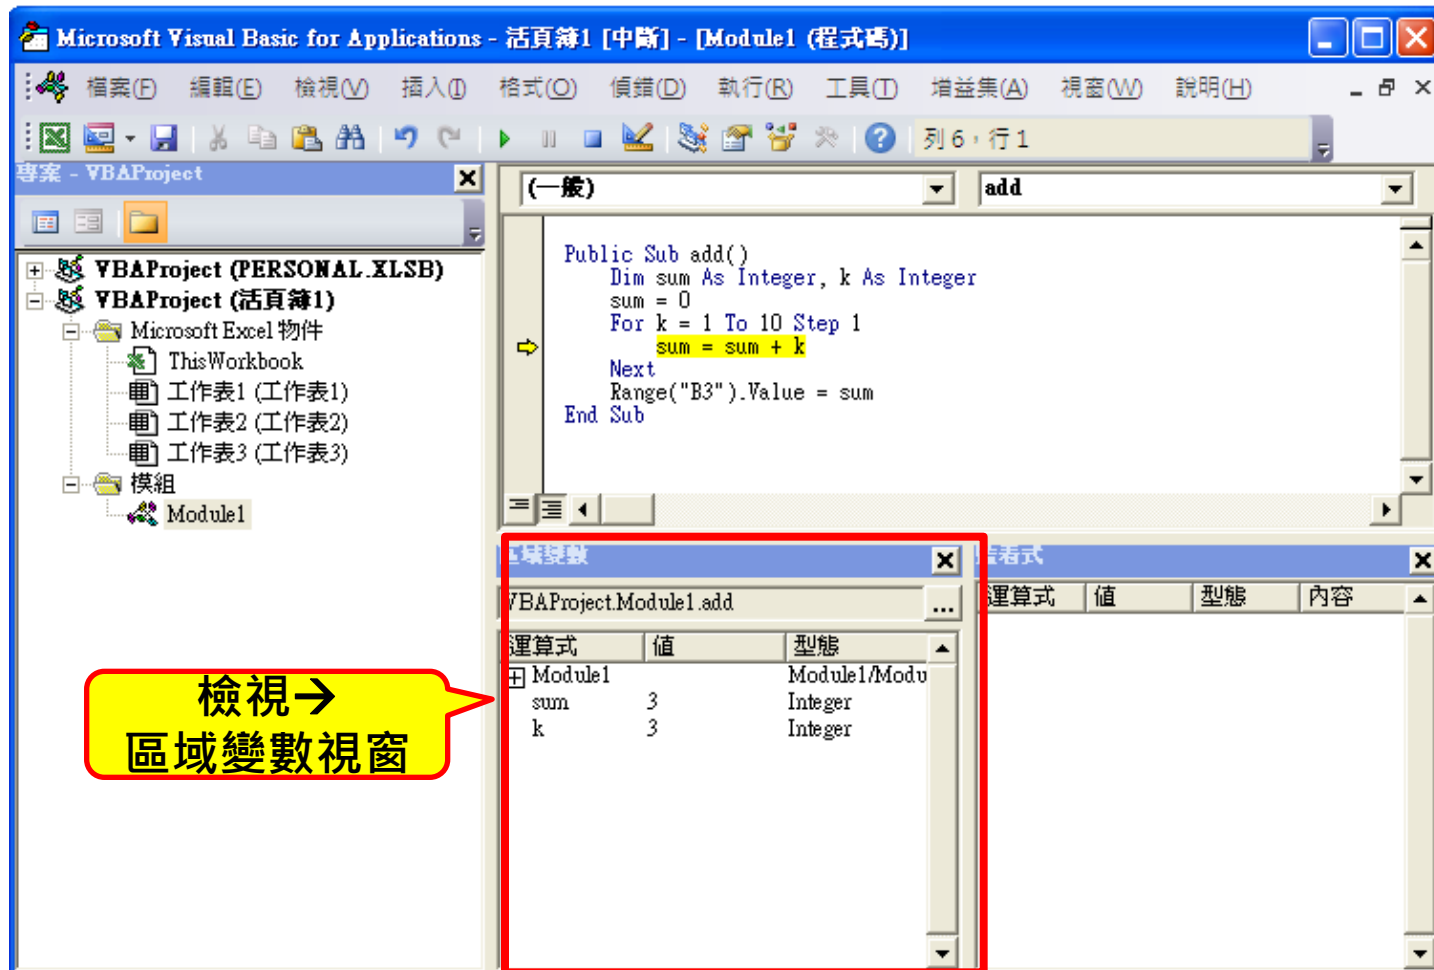 Microsoft Visual Basic for Applications - 活頁簿1 [中斷] - [Module1 (程式碼)]
檔案(F) 編輯(E) 檢視(V) 插入(I) 格式(O) 偵錯(D) 執行(R) 工具(T) 增益集(A) 視窗(W) 說明(H)
列 6，行 1
專案 - VBAProject
VBAProject (PERSONAL.XLSB)
VBAProject (活頁簿1)
Microsoft Excel 物件
ThisWorkbook
工作表1 (工作表1)
工作表2 (工作表2)
工作表3 (工作表3)
模組
Module1
(一般)
add
Public Sub add()
Dim sum As Integer, k As Integer
sum = 0
For k = 1 To 10 Step 1
sum = sum + k
Next
Range("B3").Value = sum
End Sub
區域變數
VBAProject.Module1.add
...
運算式 值 型態
Module1 Module1/Modu
sum 3 Integer
k 3 Integer
監看式
運算式 值 型態 內容
檢視→
區域變數視窗